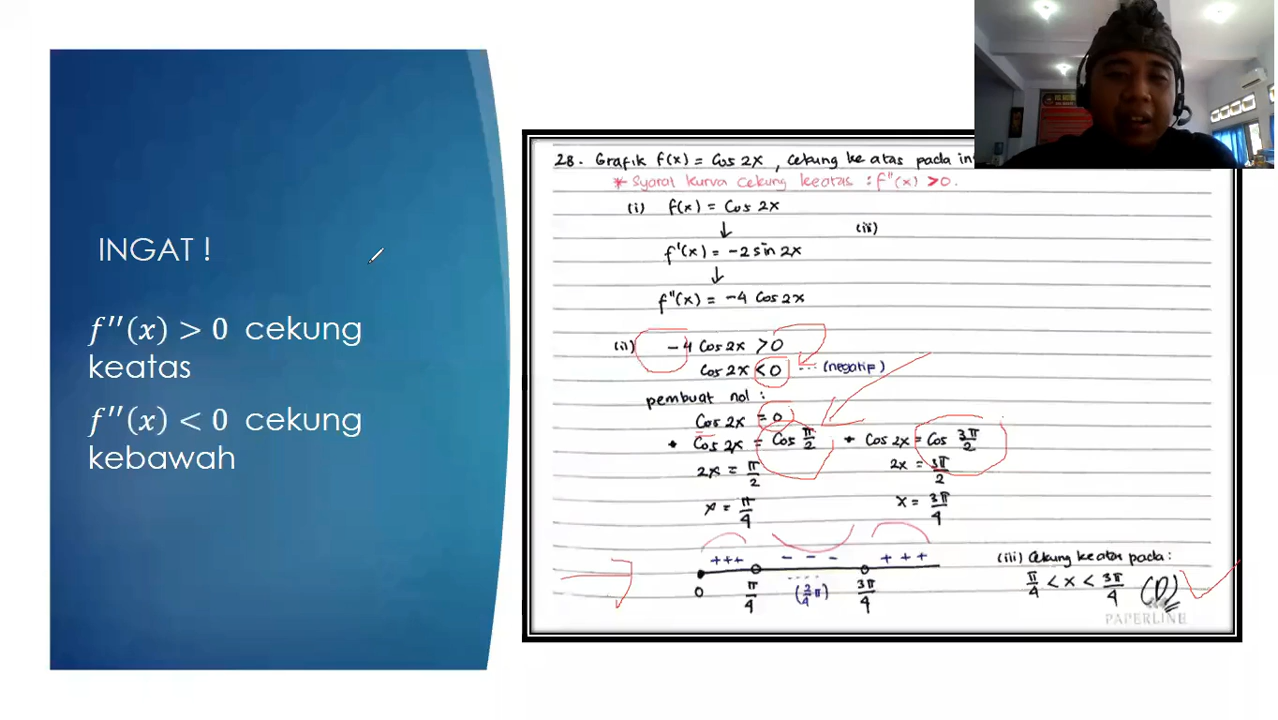 INGAT !
f''(x) > 0 cekung
keatas
f''(x) < 0 cekung
kebawah
28. Grafik f(x) = Cos 2x , Cekung ke atas pada
* Syarat kurva Cekung keatas : f''(x) > 0.
(i) f(x) = Cos 2x
↓
(iii)
f'(x) = -2 sin 2x
↓
f''(x) = -4 Cos 2x
(ii) -4 Cos 2x > 0
Cos 2x < 0 ... (negatif)
pembuat nol :
Cos 2x = 0
* Cos 2x = Cos π/2 * Cos 2x = Cos 3π/2
2x = π/2 2x = 3π/2
x = π/4 x = 3π/4
+++ - - - + + +
0 π/4 (2/4 π) 3π/4
(iii) Cekung keatas pada :
π/4 < x < 3π/4 (D)
PAPERLINE